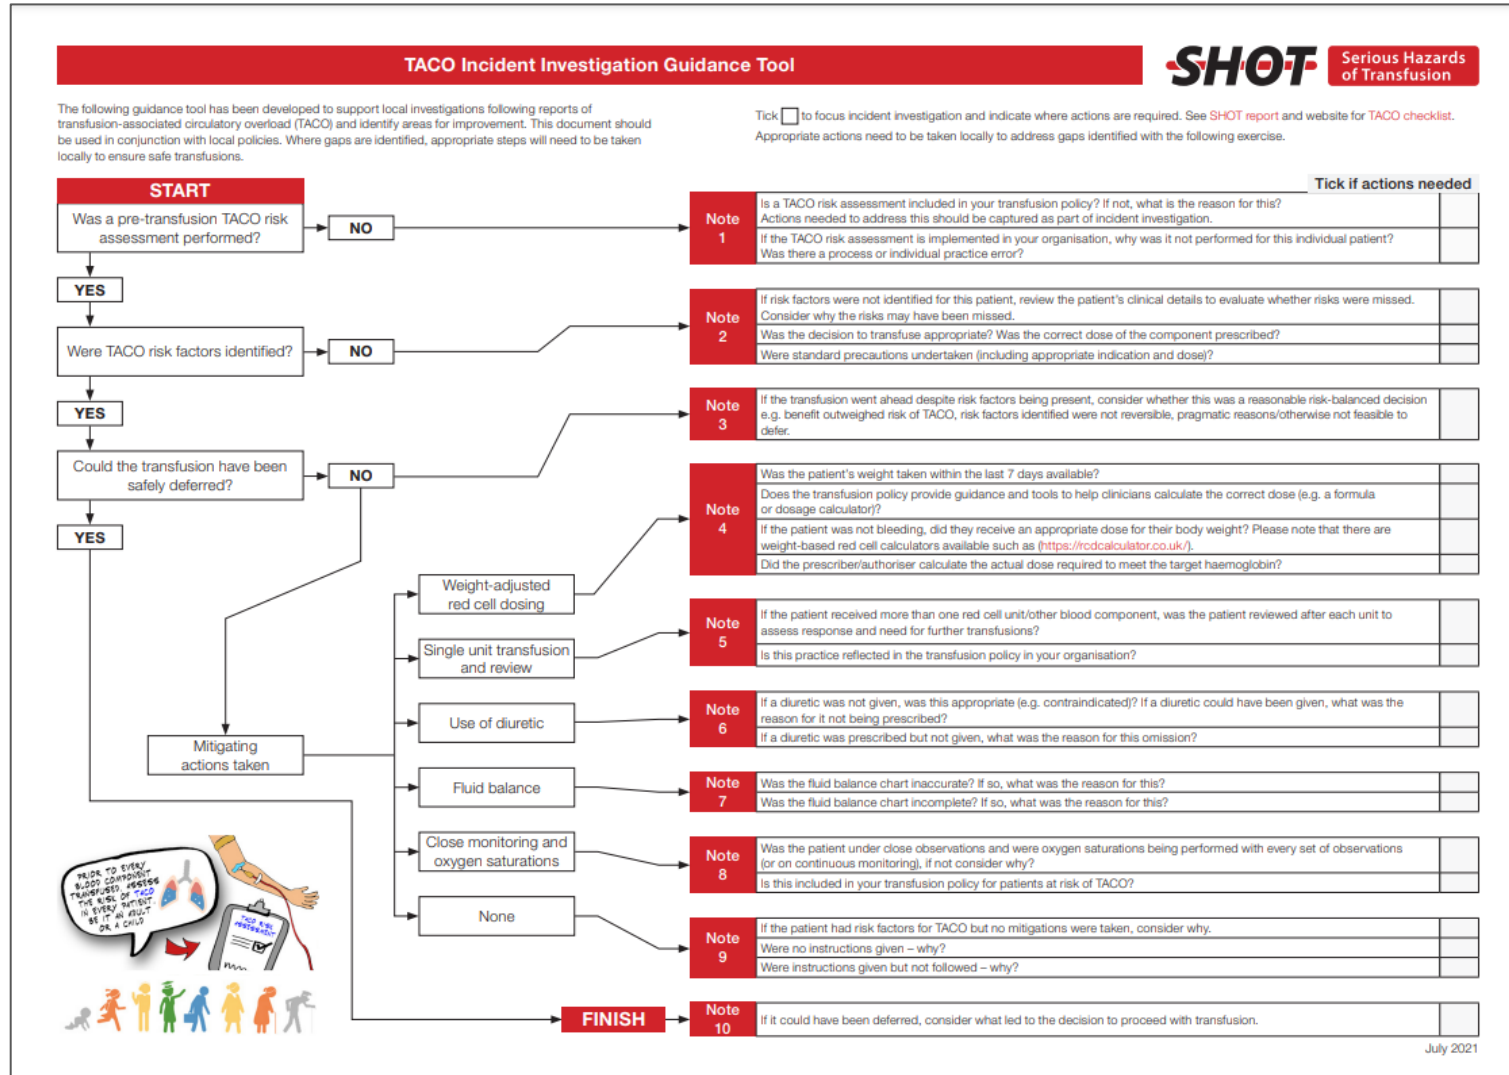 TACO Incident Investigation Guidance Tool
SHOT
Serious Hazards
of Transfusion
The following guidance tool has been developed to support local investigations following reports of
transfusion-associated circulatory overload (TACO) and identify areas for improvement. This document should
be used in conjunction with local policies. Where gaps are identified, appropriate steps will need to be taken
locally to ensure safe transfusions.
Tick to focus incident investigation and indicate where actions are required. See SHOT report and website for TACO checklist.
Appropriate actions need to be taken locally to address gaps identified with the following exercise.
Tick if actions needed
START
Was a pre-transfusion TACO risk
assessment performed?
NO
Note
1
Is a TACO risk assessment included in your transfusion policy? If not, what is the reason for this?
Actions needed to address this should be captured as part of incident investigation.
If the TACO risk assessment is implemented in your organisation, why was it not performed for this individual patient?
Was there a process or individual practice error?
YES
Were TACO risk factors identified?
NO
Note
2
If risk factors were not identified for this patient, review the patient's clinical details to evaluate whether risks were missed.
Consider why the risks may have been missed.
Was the decision to transfuse appropriate? Was the correct dose of the component prescribed?
Were standard precautions undertaken (including appropriate indication and dose)?
YES
Could the transfusion have been
safely deferred?
NO
Note
3
If the transfusion went ahead despite risk factors being present, consider whether this was a reasonable risk-balanced decision
e.g. benefit outweighed risk of TACO, risk factors identified were not reversible, pragmatic reasons/otherwise not feasible to
defer.
YES
Mitigating
actions taken
Weight-adjusted
red cell dosing
Note
4
Was the patient's weight taken within the last 7 days available?
Does the transfusion policy provide guidance and tools to help clinicians calculate the correct dose (e.g. a formula
or dosage calculator)?
If the patient was not bleeding, did they receive an appropriate dose for their body weight? Please note that there are
weight-based red cell calculators available such as (https://rcdcalculator.co.uk/).
Did the prescriber/authoriser calculate the actual dose required to meet the target haemoglobin?
Single unit transfusion
and review
Note
5
If the patient received more than one red cell unit/other blood component, was the patient reviewed after each unit to
assess response and need for further transfusions?
Is this practice reflected in the transfusion policy in your organisation?
Use of diuretic
Note
6
If a diuretic was not given, was this appropriate (e.g. contraindicated)? If a diuretic could have been given, what was the
reason for it not being prescribed?
If a diuretic was prescribed but not given, what was the reason for this omission?
Fluid balance
Note
7
Was the fluid balance chart inaccurate? If so, what was the reason for this?
Was the fluid balance chart incomplete? If so, what was the reason for this?
Close monitoring and
oxygen saturations
Note
8
Was the patient under close observations and were oxygen saturations being performed with every set of observations
(or on continuous monitoring), if not consider why?
Is this included in your transfusion policy for patients at risk of TACO?
None
Note
9
If the patient had risk factors for TACO but no mitigations were taken, consider why.
Were no instructions given – why?
Were instructions given but not followed – why?
PRIOR TO EVERY
BLOOD COMPONENT
TRANSFUSED, ASSESS
THE RISK OF TACO
IN EVERY PATIENT.
BE IT AN ADULT
OR A CHILD
TACO RISK
ASSESSMENT
FINISH
Note
10
If it could have been deferred, consider what led to the decision to proceed with transfusion.
July 2021